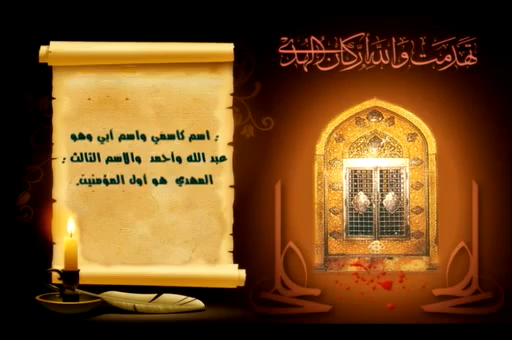 تهدمت والله أركان الهدى
: اسم كاسمي واسم أبي وهو
عبد الله وأحمد والاسم الثالث :
المهدي هو أول المؤمنين.